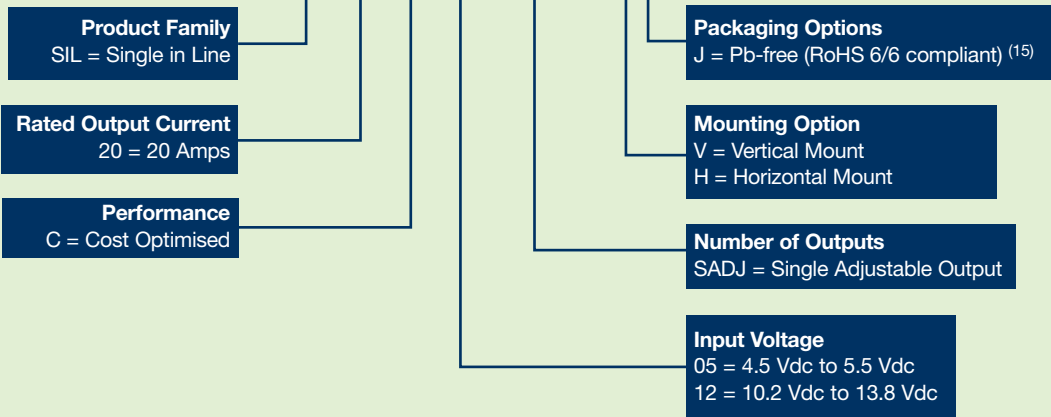 Product Family
SIL = Single in Line
Rated Output Current
20 = 20 Amps
Performance
C = Cost Optimised
Packaging Options
J = Pb-free (RoHS 6/6 compliant) (15)
Mounting Option
V = Vertical Mount
H = Horizontal Mount
Number of Outputs
SADJ = Single Adjustable Output
Input Voltage
05 = 4.5 Vdc to 5.5 Vdc
12 = 10.2 Vdc to 13.8 Vdc